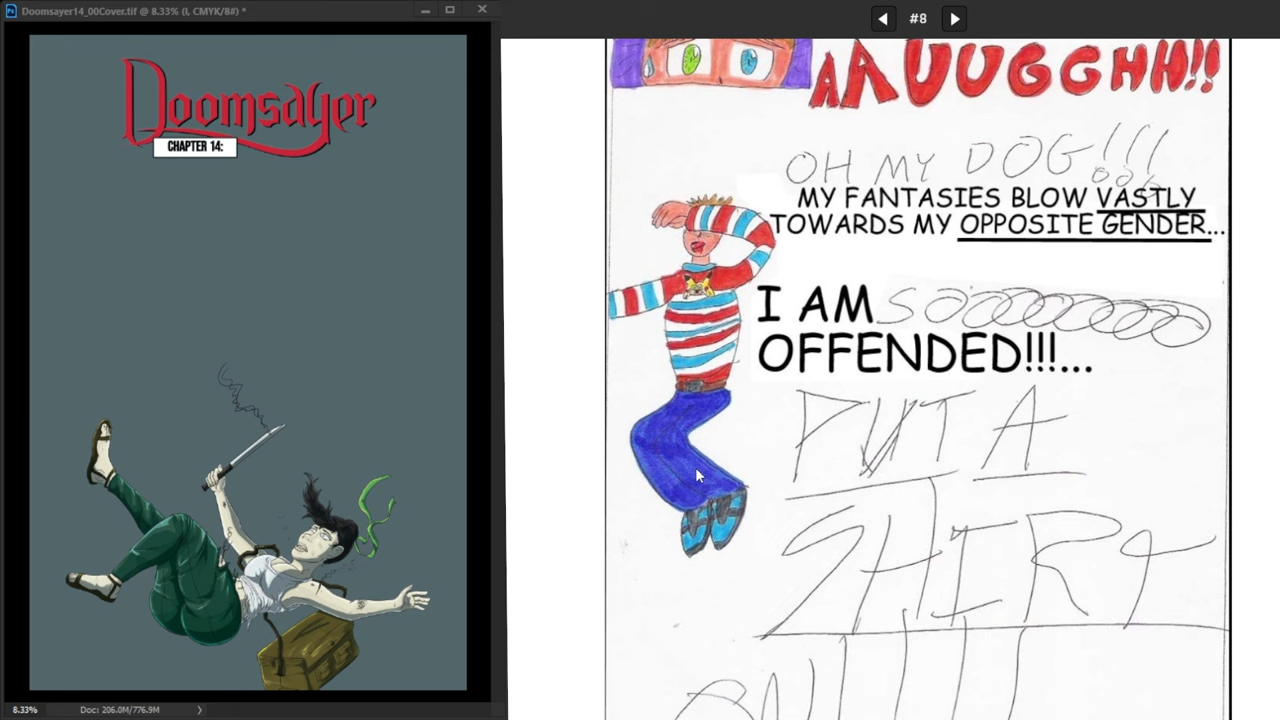 Doomsayer14_00Cover.tif @ 8.33% (I, CMYK/8#) *
Doomsayer
CHAPTER 14:
8.33%
Doc: 206.0M/776.9M
#8
AAUUGGHH!!
OH MY DOG!!!
MY FANTASIES BLOW VASTLY
TOWARDS MY OPPOSITE GENDER...
I AM SOOOOOOOOO
OFFENDED!!!...
PUT A
SHIRT
ON!!!!